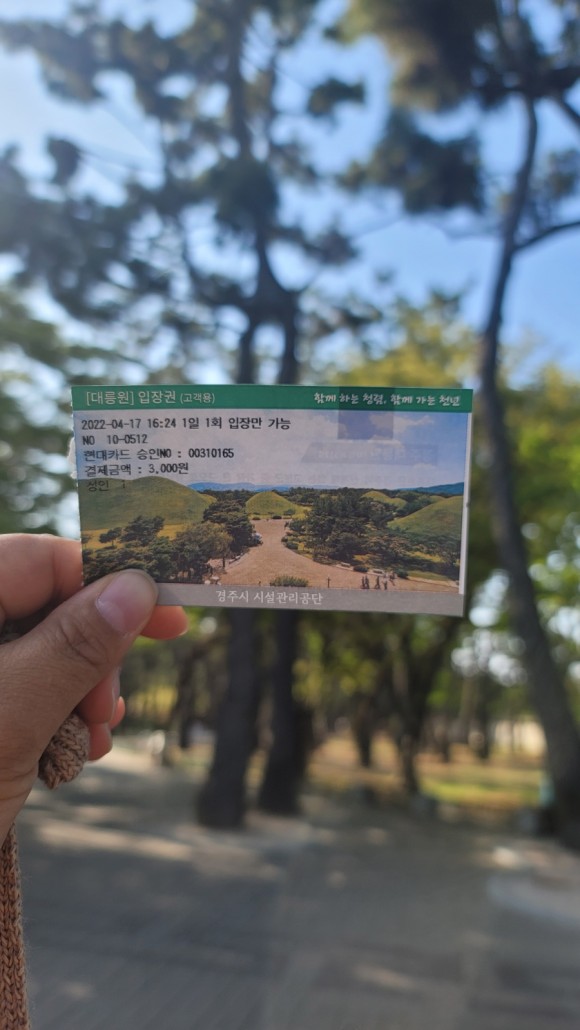 [대릉원] 입장권 (고객용) 함께 하는 청렴, 함께 가는 천년
2022-04-17 16:24 1일 1회 입장만 가능
NO 10-0512
현대카드 승인NO : 00310165
결제금액 : 3,000원
성인 1
경주시 시설관리공단